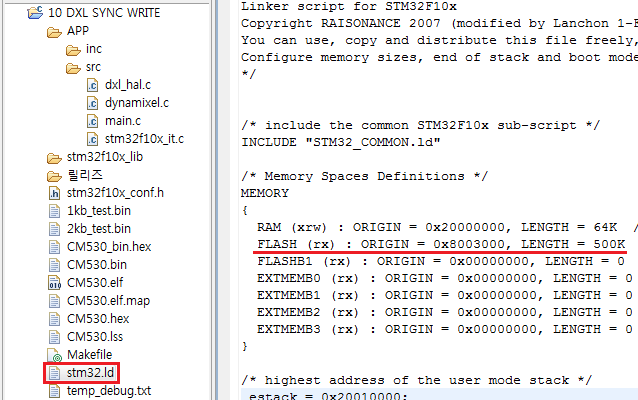 10 DXL SYNC WRITE
APP
inc
src
dxl_hal.c
dynamixel.c
main.c
stm32f10x_it.c
stm32f10x_lib
릴리즈
stm32f10x_conf.h
1kb_test.bin
2kb_test.bin
CM530_bin.hex
CM530.bin
CM530.elf
CM530.elf.map
CM530.hex
CM530.lss
Makefile
stm32.ld
temp_debug.txt
Linker script for STM32F10x
Copyright RAISONANCE 2007 (modified by Lanchon 1-F
You can use, copy and distribute this file freely,
Configure memory sizes, end of stack and boot mode
*/
/* include the common STM32F10x sub-script */
INCLUDE "STM32_COMMON.ld"
/* Memory Spaces Definitions */
MEMORY
{
RAM (xrw) : ORIGIN = 0x20000000, LENGTH = 64K /
FLASH (rx) : ORIGIN = 0x8003000, LENGTH = 500K
FLASHB1 (rx) : ORIGIN = 0x00000000, LENGTH = 0
EXTMEMB0 (rx) : ORIGIN = 0x00000000, LENGTH = 0
EXTMEMB1 (rx) : ORIGIN = 0x00000000, LENGTH = 0
EXTMEMB2 (rx) : ORIGIN = 0x00000000, LENGTH = 0
EXTMEMB3 (rx) : ORIGIN = 0x00000000, LENGTH = 0
}
/* highest address of the user mode stack */
_estack = 0x20010000;